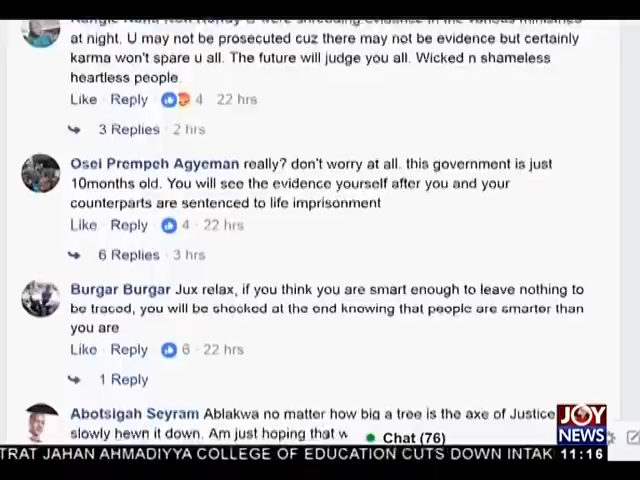 at night. U may not be prosecuted cuz there may not be evidence but certainly
karma won't spare u all. The future will judge you all. Wicked n shameless
heartless people.
Like · Reply · 4 · 22 hrs
3 Replies · 2 hrs
Osei Prempeh Agyeman really? don't worry at all. this government is just
10months old. You will see the evidence yourself after you and your
counterparts are sentenced to life imprisonment
Like · Reply · 4 · 22 hrs
6 Replies · 3 hrs
Burgar Burgar Jux relax, if you think you are smart enough to leave nothing to
be traced, you will be shocked at the end knowing that people are smarter than
you are
Like · Reply · 6 · 22 hrs
1 Reply
Abotsigah Seyram Ablakwa no matter how big a tree is the axe of Justice
slowly hewn it down. Am just hoping that w
Chat (76)
JOY
NEWS
TRAT JAHAN AHMADIYYA COLLEGE OF EDUCATION CUTS DOWN INTAK
11:16